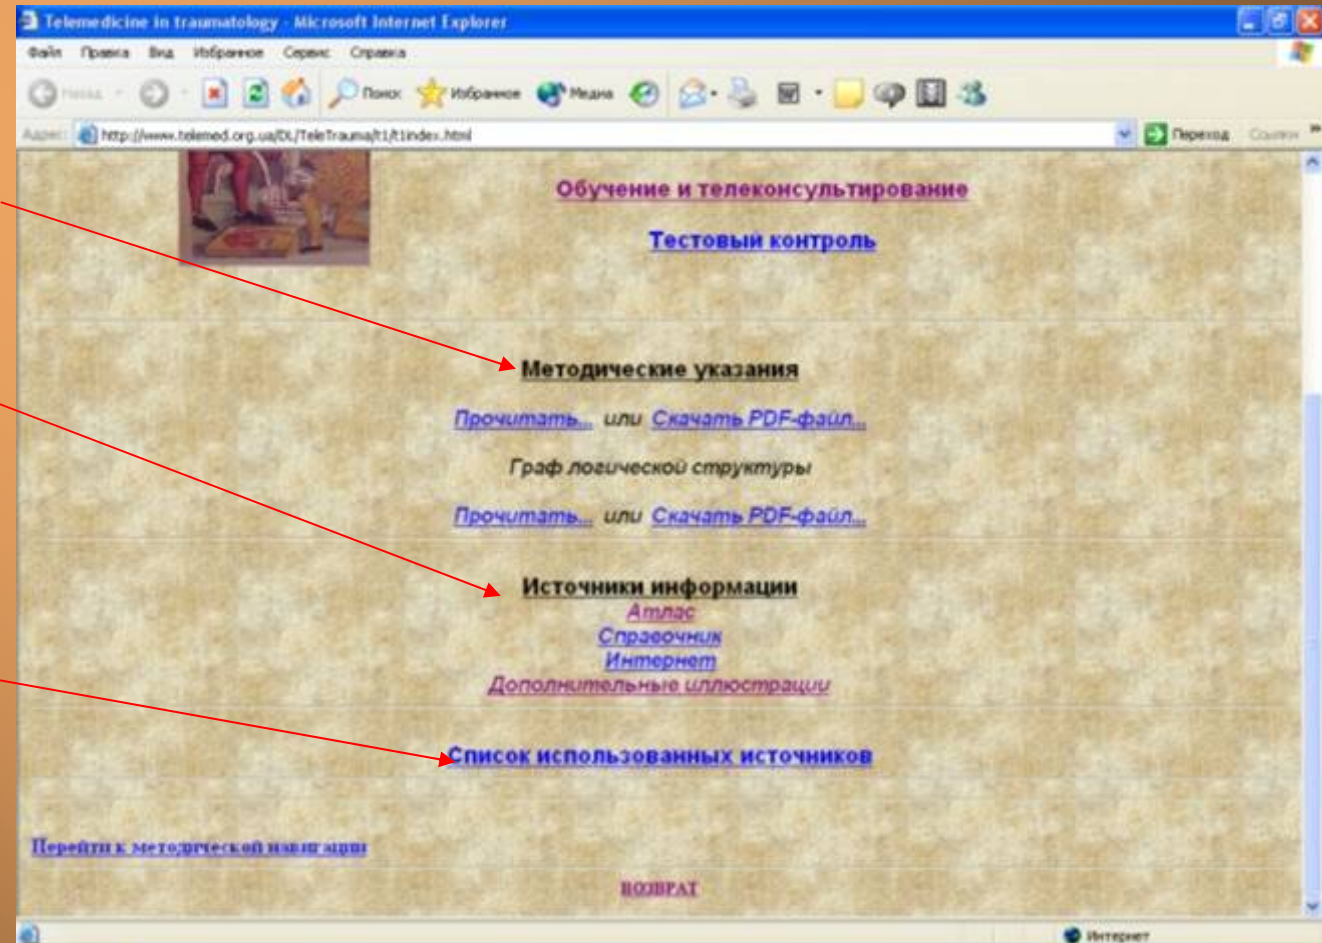 Telemedicine in traumatology - Microsoft Internet Explorer
Файл Правка Вид Избранное Сервис Справка
Назад Поиск Избранное Медиа
Адрес: http://www.telemed.org.ua/DL/TeleTrauma/t1/t1index.html Переход Ссылки
Обучение и телеконсультирование
Тестовый контроль
Методические указания
Прочитать... или Скачать PDF-файл...
Граф логической структуры
Прочитать... или Скачать PDF-файл...
Источники информации
Атлас
Справочник
Интернет
Дополнительные иллюстрации
Список использованных источников
Перейти к методической навигации
ВОЗВРАТ
Интернет